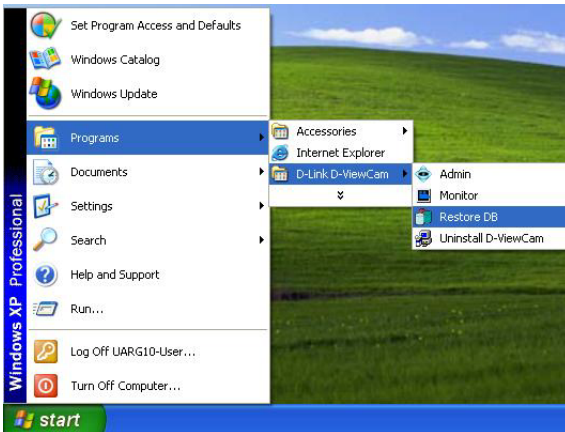 Set Program Access and Defaults
Windows Catalog
Windows Update
Programs
Documents
Settings
Search
Help and Support
Run...
Log Off UARG10-User...
Turn Off Computer...
Accessories
Internet Explorer
D-Link D-ViewCam
Admin
Monitor
Restore DB
Uninstall D-ViewCam
Windows XP Professional
start